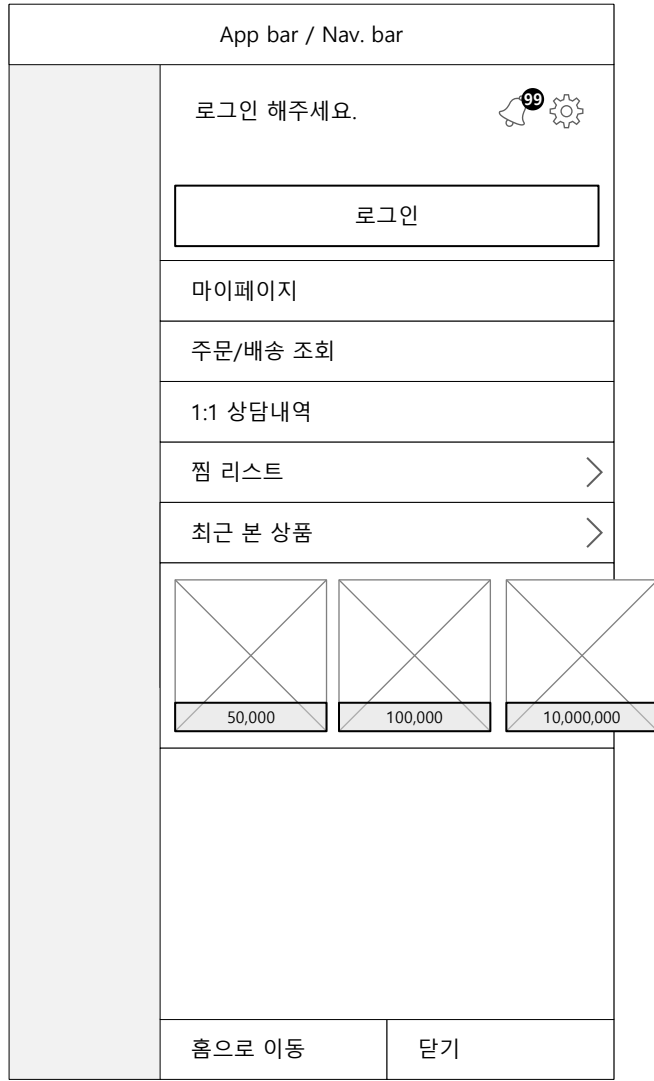 App bar / Nav. bar
로그인 해주세요.
99
로그인
마이페이지
주문/배송 조회
1:1 상담내역
찜 리스트
최근 본 상품
50,000
100,000
10,000,000
홈으로 이동
닫기